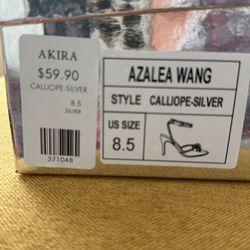 AKIRA
$59.90
CALLIOPE-SILVER
8.5
SILVER
371048
AZALEA WANG
STYLE CALLIOPE-SILVER
US SIZE
8.5